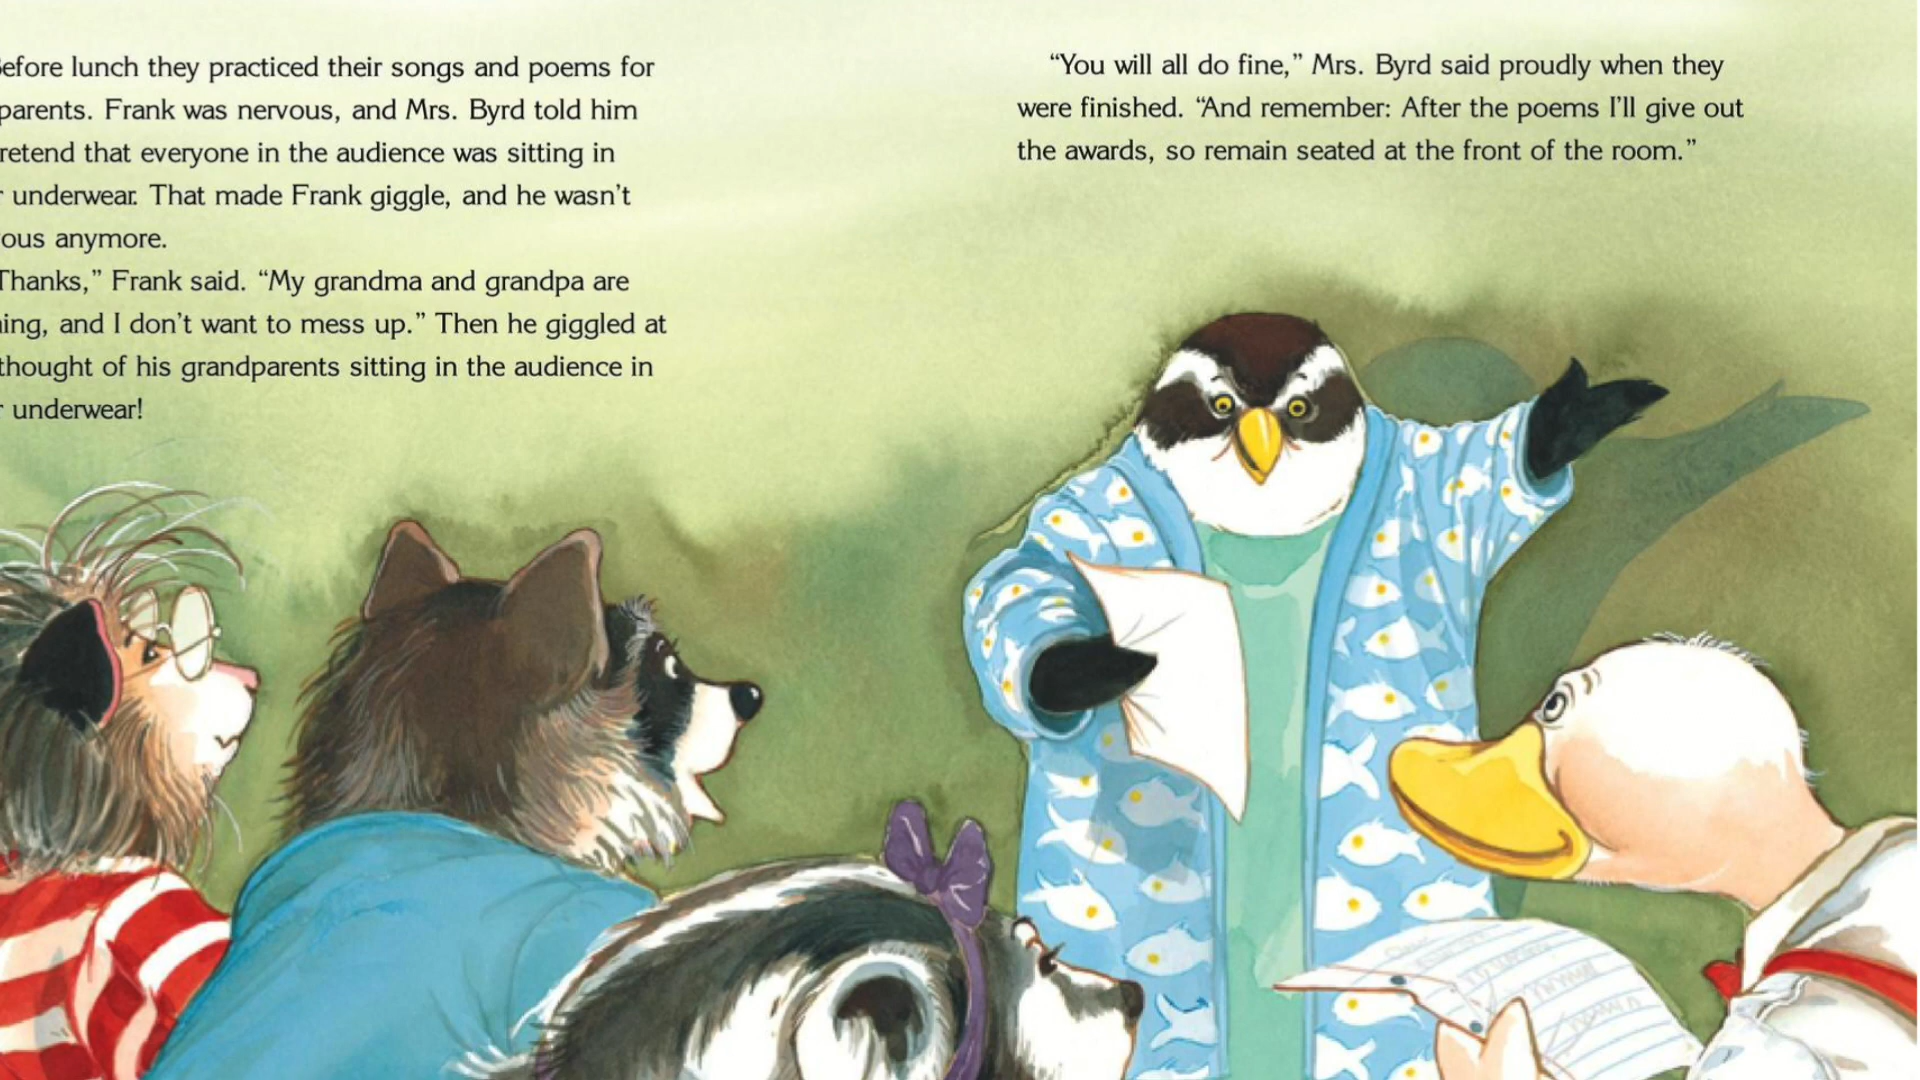 efore lunch they practiced their songs and poems for
parents. Frank was nervous, and Mrs. Byrd told him
retend that everyone in the audience was sitting in
r underwear. That made Frank giggle, and he wasn't
ous anymore.
Thanks,” Frank said. “My grandma and grandpa are
ing, and I don't want to mess up.” Then he giggled at
thought of his grandparents sitting in the audience in
r underwear!
“You will all do fine,” Mrs. Byrd said proudly when they
were finished. “And remember: After the poems I'll give out
the awards, so remain seated at the front of the room.”